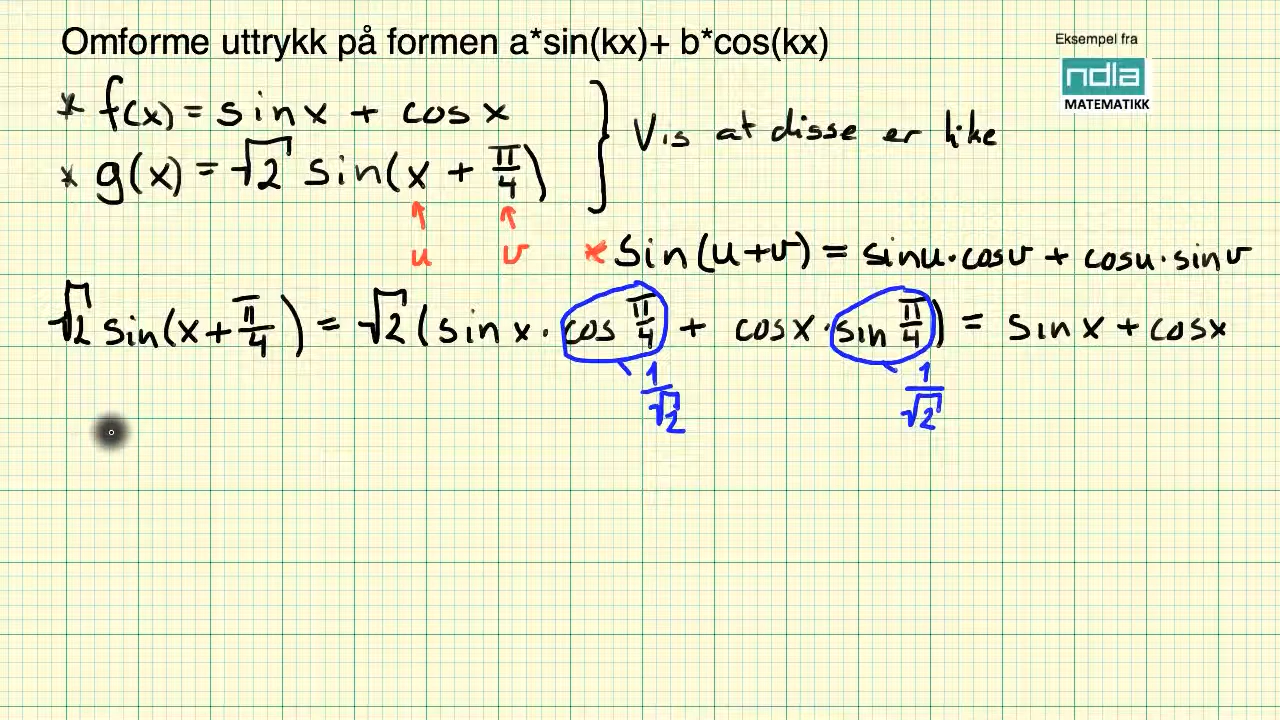 Omforme uttrykk på formen a*sin(kx)+ b*cos(kx)
Eksempel fra
ndla
MATEMATIKK
* f(x) = sin x + cos x
* g(x) = √2 sin(x + π/4)
Vis at disse er like
u v
* sin(u+v) = sinu·cosv + cosu·sinv
√2 sin(x+π/4) = √2(sin x · cos π/4 + cosx · sin π/4) = sin x + cosx
1/√2 1/√2